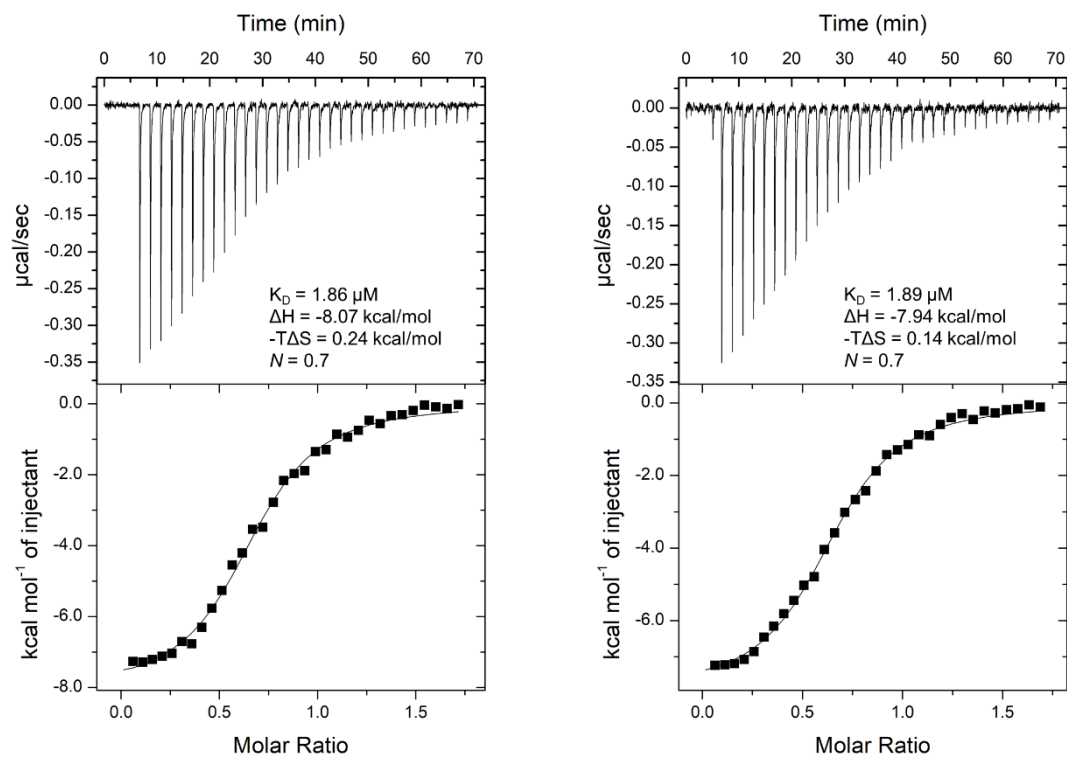 Time (min)
0 10 20 30 40 50 60 70
0.00
-0.05
-0.10
-0.15
-0.20
-0.25
-0.30
-0.35
µcal/sec
K_D = 1.86 µM
ΔH = -8.07 kcal/mol
-TΔS = 0.24 kcal/mol
N = 0.7
0.0
-2.0
-4.0
-6.0
-8.0
kcal mol⁻¹ of injectant
0.0 0.5 1.0 1.5
Molar Ratio
Time (min)
0 10 20 30 40 50 60 70
0.00
-0.05
-0.10
-0.15
-0.20
-0.25
-0.30
-0.35
µcal/sec
K_D = 1.89 µM
ΔH = -7.94 kcal/mol
-TΔS = 0.14 kcal/mol
N = 0.7
0.0
-2.0
-4.0
-6.0
kcal mol⁻¹ of injectant
0.0 0.5 1.0 1.5
Molar Ratio